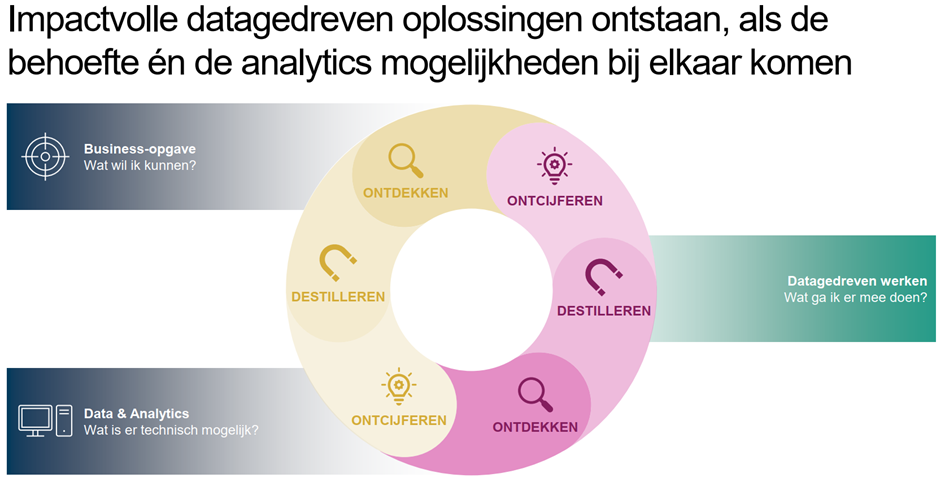 Impactvolle datagedreven oplossingen ontstaan, als de
behoefte én de analytics mogelijkheden bij elkaar komen
Business-opgave
Wat wil ik kunnen?
ONTDEKKEN
ONTCIJFEREN
DESTILLEREN
DESTILLEREN
Datagedreven werken
Wat ga ik er mee doen?
Data & Analytics
Wat is er technisch mogelijk?
ONTCIJFEREN
ONTDEKKEN